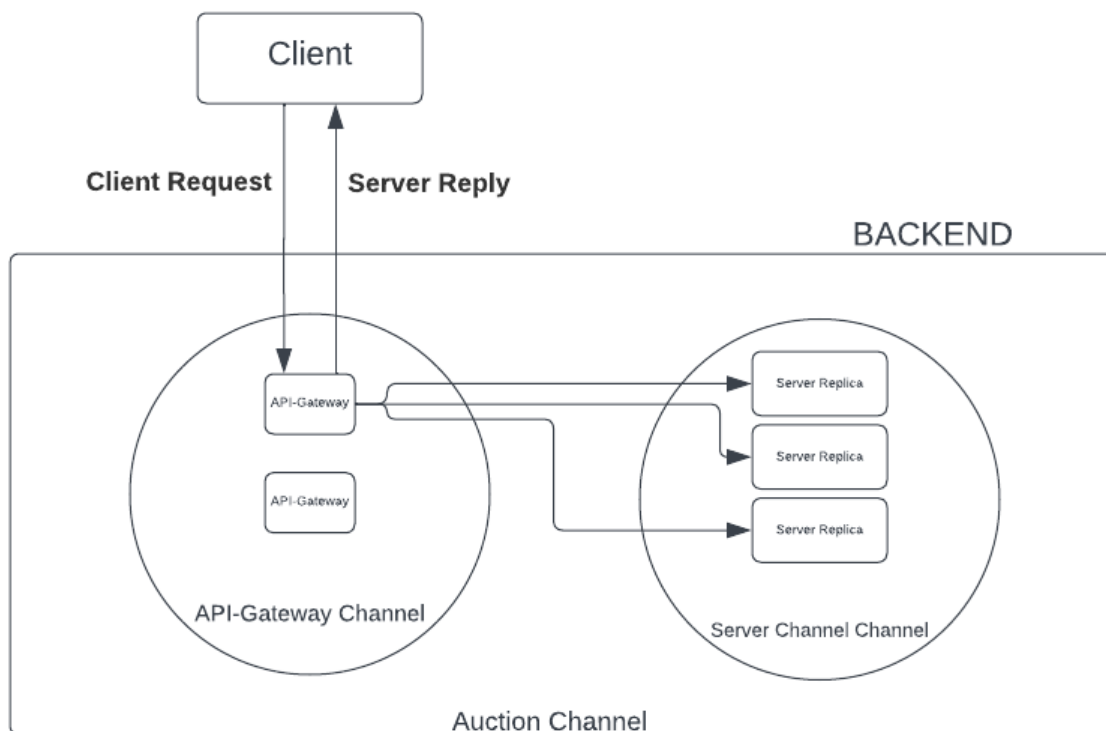 Client
Client Request
Server Reply
BACKEND
API-Gateway
API-Gateway
API-Gateway Channel
Server Replica
Server Replica
Server Replica
Server Channel Channel
Auction Channel